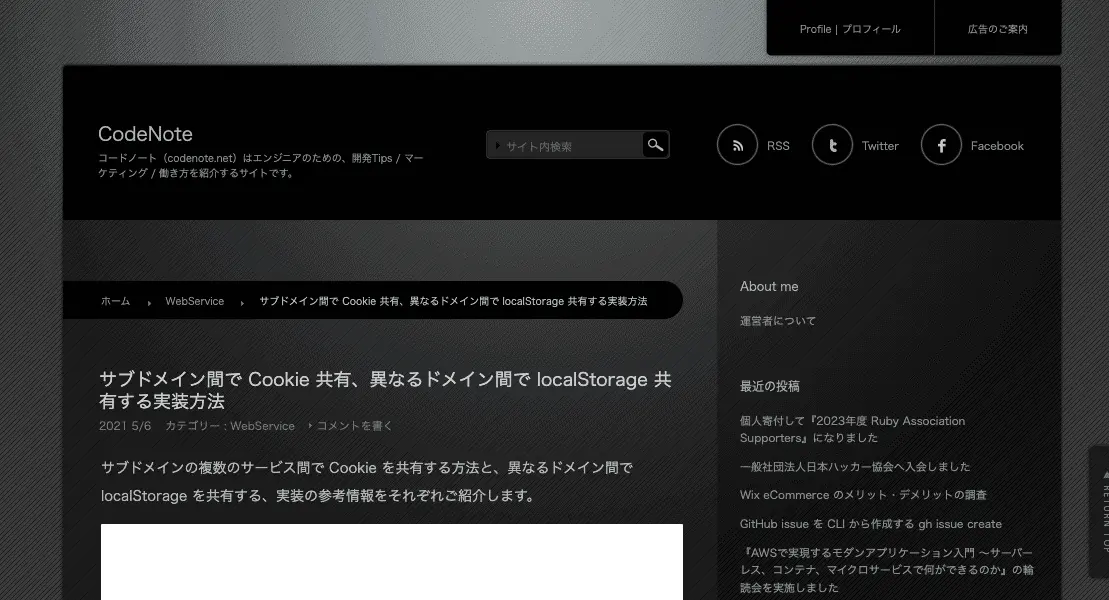 Profile | プロフィール
広告のご案内
CodeNote
コードノート（codenote.net）はエンジニアのための、開発Tips / マー
ケティング / 働き方を紹介するサイトです。
サイト内検索
RSS
Twitter
Facebook
ホーム
WebService
サブドメイン間で Cookie 共有、異なるドメイン間で localStorage 共有する実装方法
サブドメイン間で Cookie 共有、異なるドメイン間で localStorage 共
有する実装方法
2021 5/6 カテゴリー : WebService コメントを書く
サブドメインの複数のサービス間で Cookie を共有する方法と、異なるドメイン間で
localStorage を共有する、実装の参考情報をそれぞれご紹介します。
About me
運営者について
最近の投稿
個人寄付して『2023年度 Ruby Association
Supporters』になりました
一般社団法人日本ハッカー協会へ入会しました
Wix eCommerce のメリット・デメリットの調査
GitHub issue を CLI から作成する gh issue create
『AWSで実現するモダンアプリケーション入門 〜サーバー
レス、コンテナ、マイクロサービスで何ができるのか』の輪
読会を実施しました
RETURN TOP